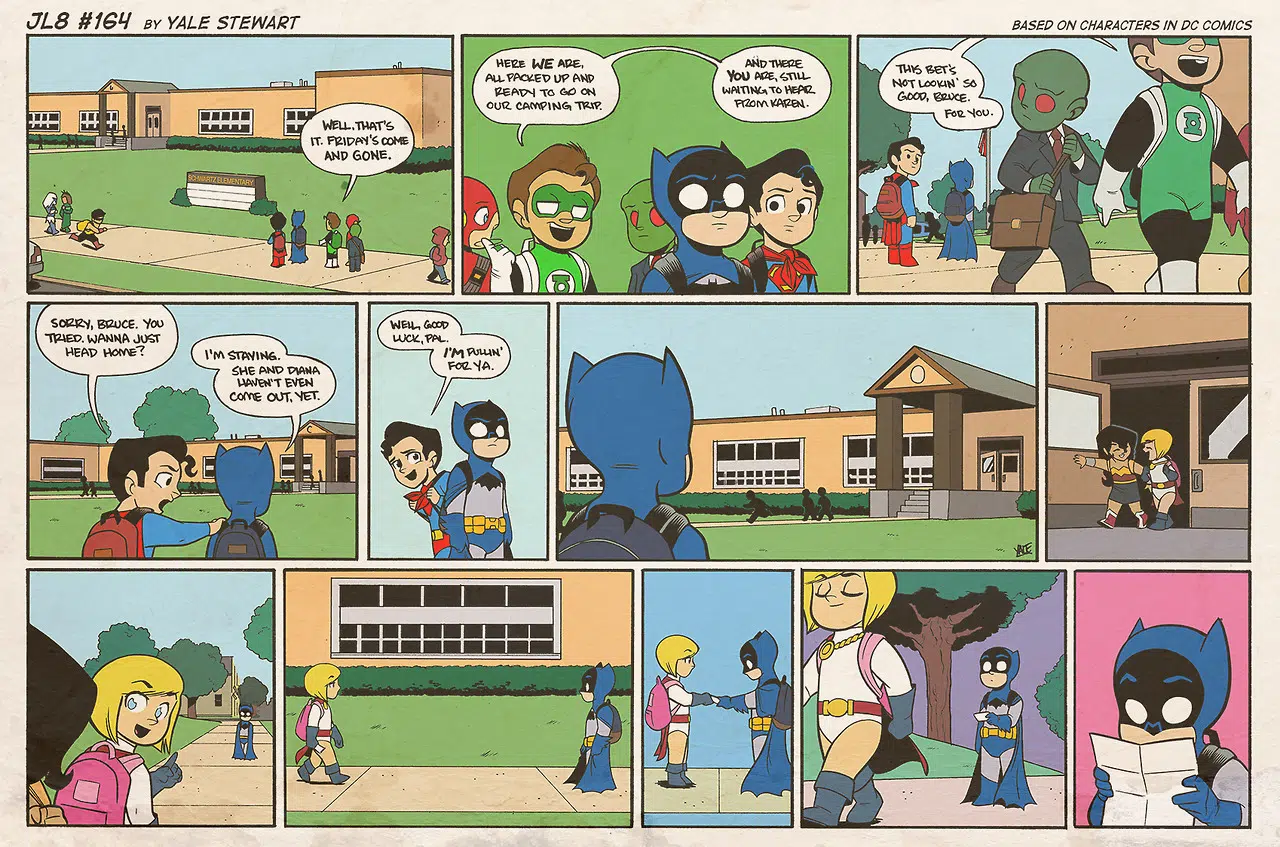 JL8 #164 BY YALE STEWART
BASED ON CHARACTERS IN DC COMICS
WELL, THAT'S
IT. FRIDAY'S COME
AND GONE.
SCHWARTZ ELEMENTARY
HERE WE ARE,
ALL PACKED UP AND
READY TO GO ON
OUR CAMPING TRIP.
AND THERE
YOU ARE, STILL
WAITING TO HEAR
FROM KAREN.
THIS BET'S
NOT LOOKIN' SO
GOOD, BRUCE.
FOR YOU.
SORRY, BRUCE. YOU
TRIED. WANNA JUST
HEAD HOME?
I'M STAYING.
SHE AND DIANA
HAVEN'T EVEN
COME OUT, YET.
WELL, GOOD
LUCK, PAL.
I'M PULLIN'
FOR YA.
YALE